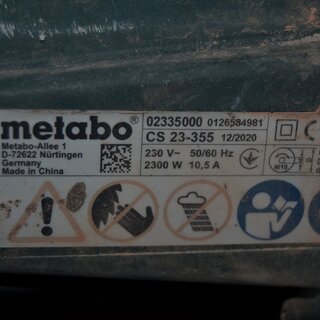 metabo®
02335000 0126584981
CS 23-355 12/2020
Metabo-Allee 1
D-72622 Nürtingen
Germany
Made in China
230 V~ 50/60 Hz
2300 W 10,5 A
N10